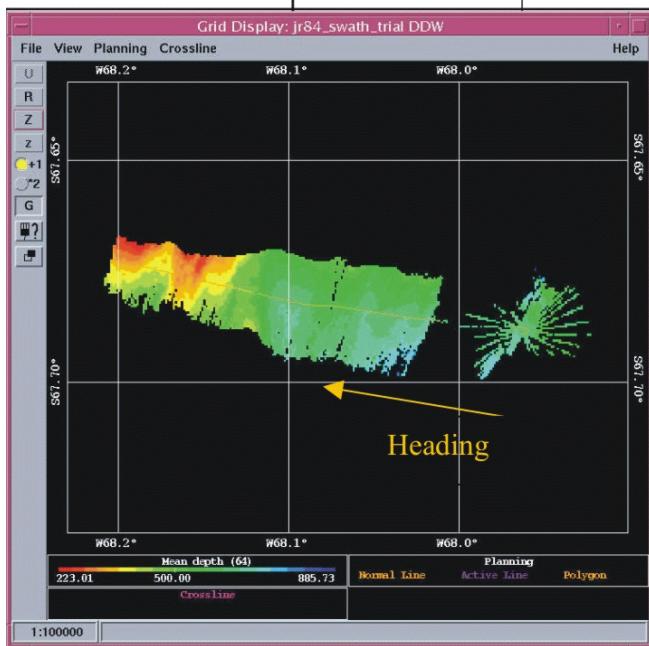 Grid Display: jr84_swath_trial DDW
File View Planning Crossline Help
U
R
Z
z
+1
*2
G
?
W68.2° W68.1° W68.0°
S67.65° S67.65°
S67.70° S67.70°
Heading
W68.2° W68.1° W68.0°
Mean depth (64)
223.01 500.00 885.73
Crossline
Planning
Normal Line Active Line Polygon
1:100000